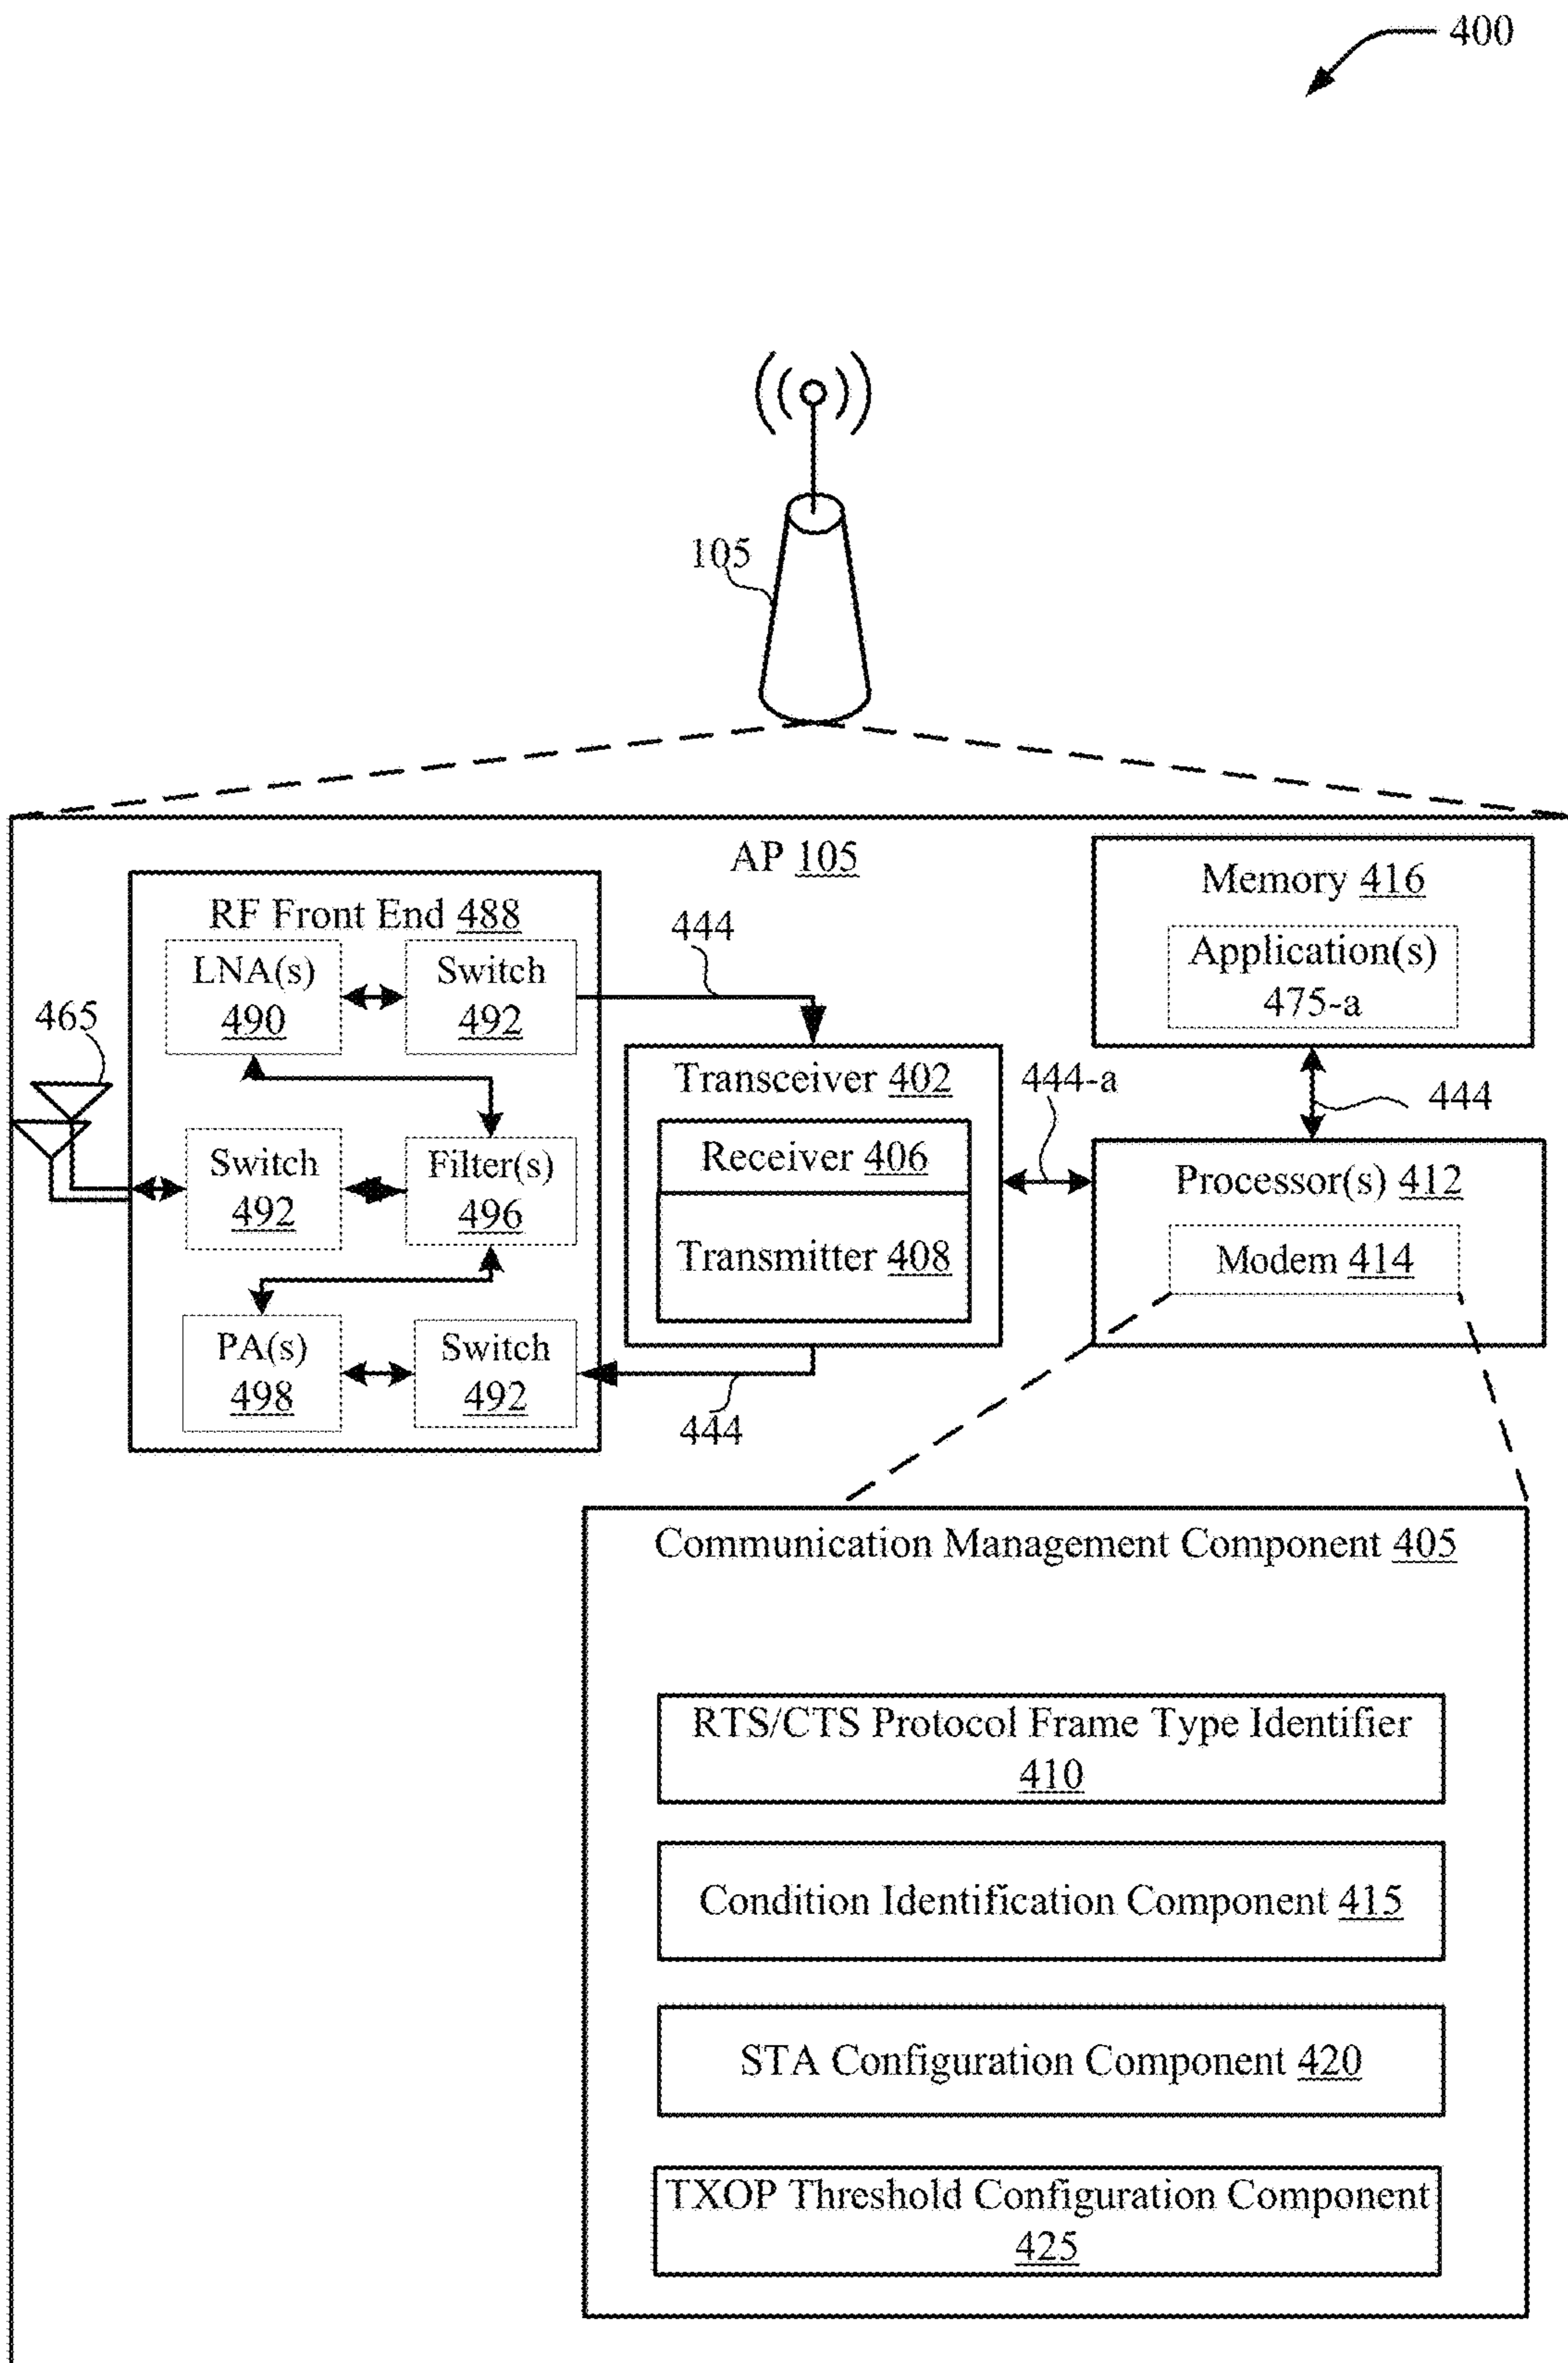 400
105
AP 105
RF Front End 488
LNA(s)
490
Switch
492
444
465
Switch
492
Filter(s)
496
PA(s)
498
Switch
492
444
Transceiver 402
Receiver 406
Transmitter 408
444-a
Memory 416
Application(s)
475-a
444
Processor(s) 412
Modem 414
Communication Management Component 405
RTS/CTS Protocol Frame Type Identifier
410
Condition Identification Component 415
STA Configuration Component 420
TXOP Threshold Configuration Component
425